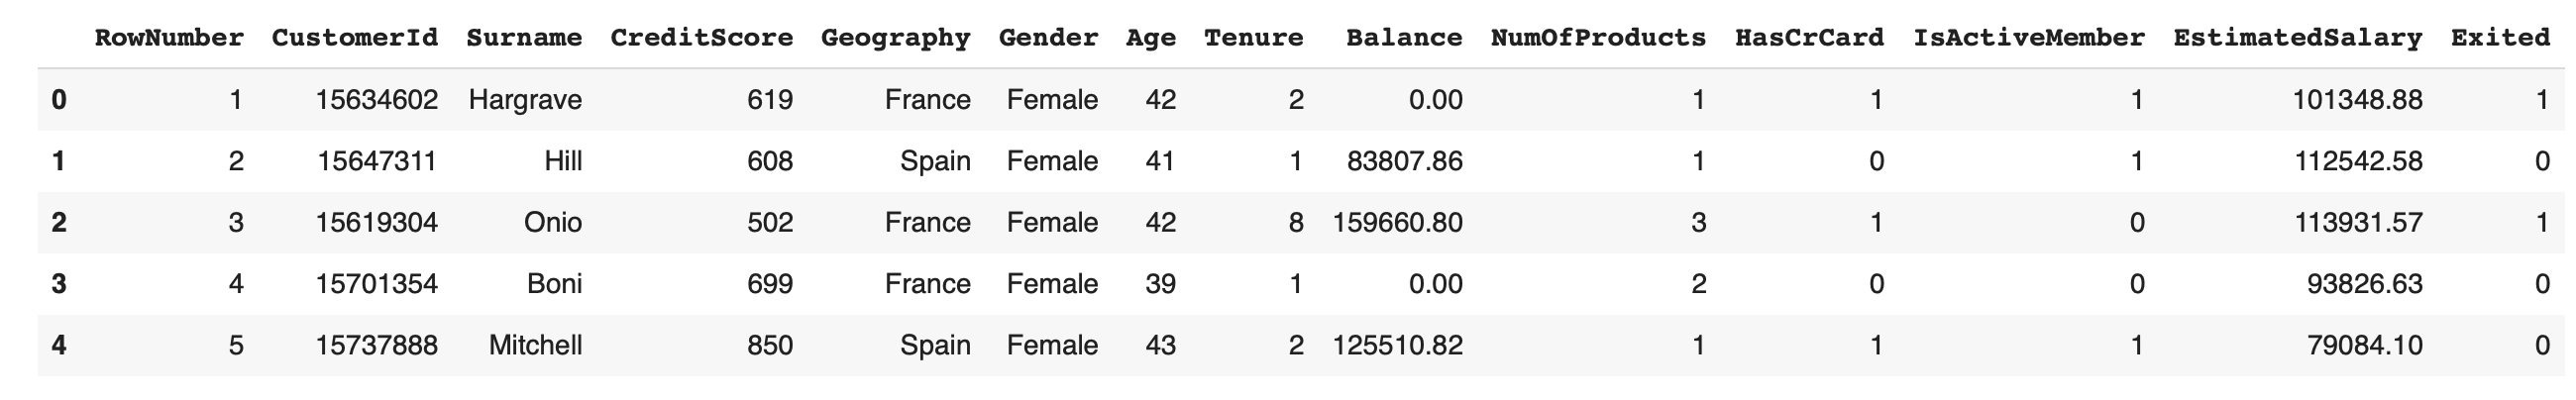 RowNumber CustomerId Surname CreditScore Geography Gender Age Tenure Balance NumOfProducts HasCrCard IsActiveMember EstimatedSalary Exited
0 1 15634602 Hargrave 619 France Female 42 2 0.00 1 1 1 101348.88 1
1 2 15647311 Hill 608 Spain Female 41 1 83807.86 1 0 1 112542.58 0
2 3 15619304 Onio 502 France Female 42 8 159660.80 3 1 0 113931.57 1
3 4 15701354 Boni 699 France Female 39 1 0.00 2 0 0 93826.63 0
4 5 15737888 Mitchell 850 Spain Female 43 2 125510.82 1 1 1 79084.10 0